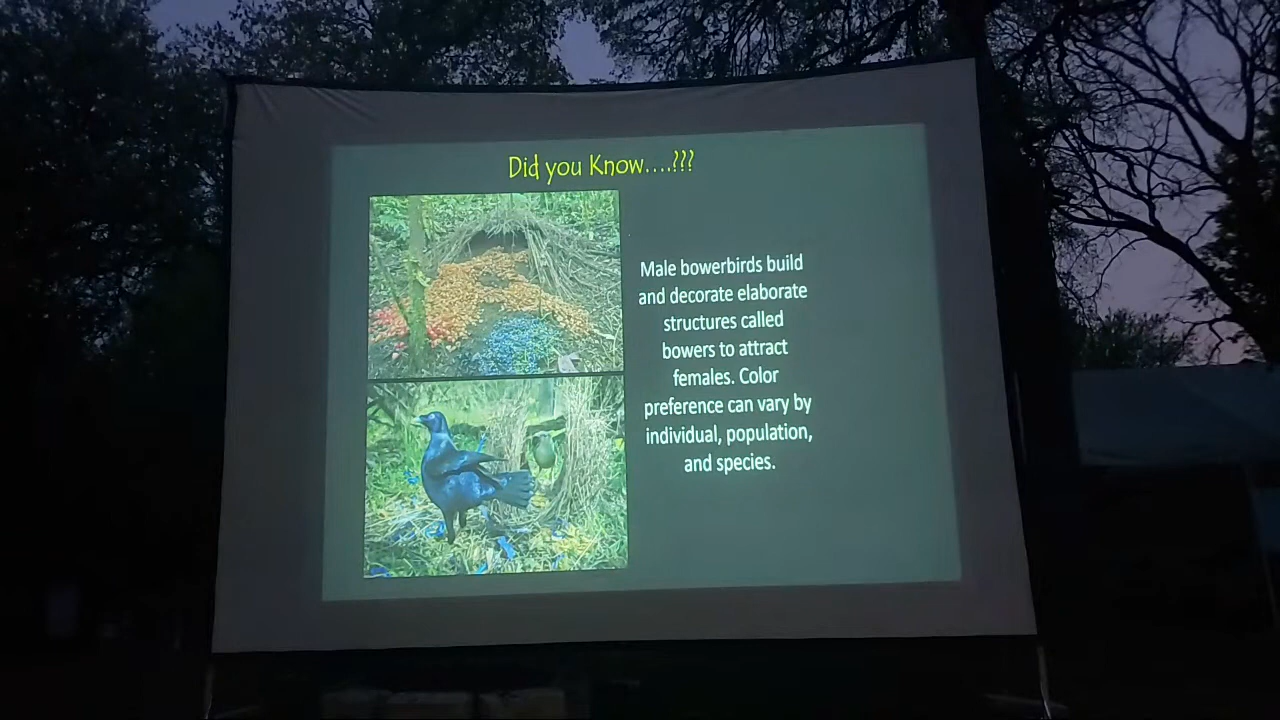 Did you Know....???
Male bowerbirds build
and decorate elaborate
structures called
bowers to attract
females. Color
preference can vary by
individual, population,
and species.